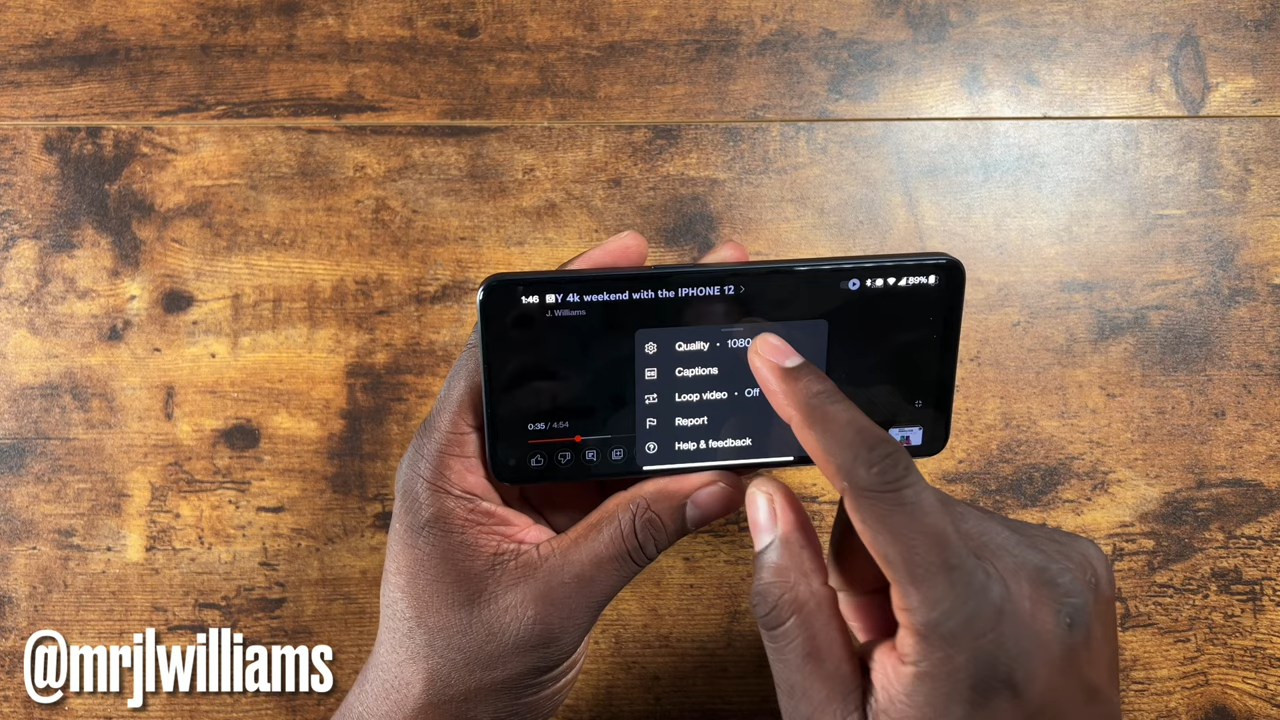 1:46 MY 4k weekend with the IPHONE 12 > 89%
J. Williams
Quality • 1080
Captions
Loop video • Off
Report
Help & feedback
0:35 / 4:54
@mrjlwilliams